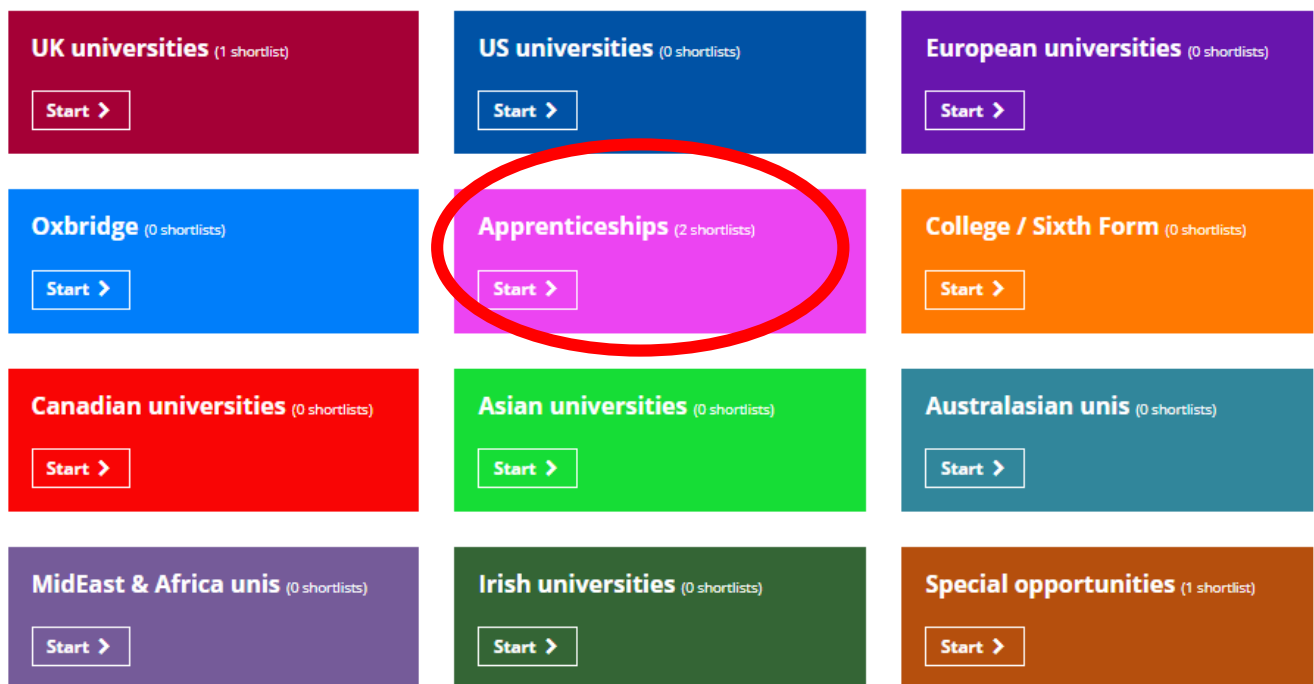 UK universities (1 shortlist)
Start
US universities (0 shortlists)
Start
European universities (0 shortlists)
Start
Oxbridge (0 shortlists)
Start
Apprenticeships (2 shortlists)
Start
College / Sixth Form (0 shortlists)
Start
Canadian universities (0 shortlists)
Start
Asian universities (0 shortlists)
Start
Australasian unis (0 shortlists)
Start
MidEast & Africa unis (0 shortlists)
Start
Irish universities (0 shortlists)
Start
Special opportunities (1 shortlist)
Start